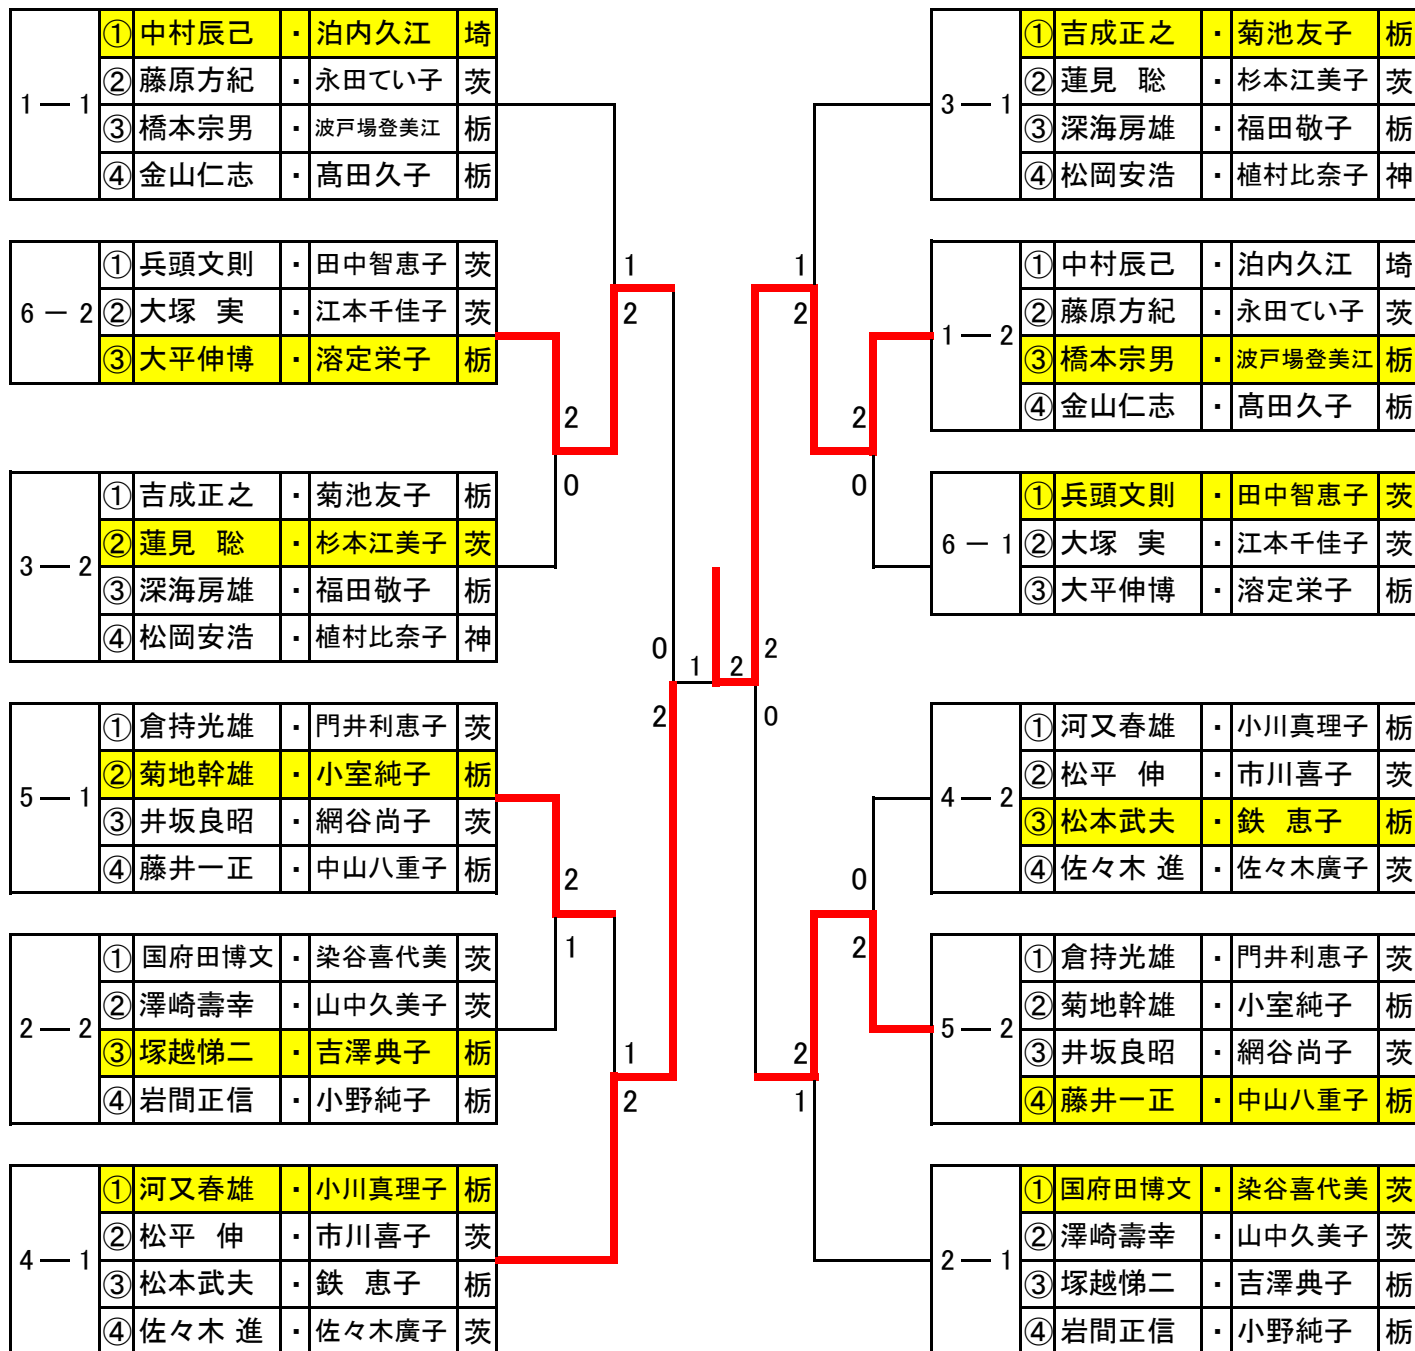 1 ― 1
① 中村辰己 ・ 泊内久江 埼
② 藤原方紀 ・ 永田てい子 茨
③ 橋本宗男 ・ 波戸場登美江 栃
④ 金山仁志 ・ 髙田久子 栃
6 － 2
① 兵頭文則 ・ 田中智恵子 茨
② 大塚　実 ・ 江本千佳子 茨
③ 大平伸博 ・ 溶定栄子 栃
3 ― 2
① 吉成正之 ・ 菊池友子 栃
② 蓮見　聡 ・ 杉本江美子 茨
③ 深海房雄 ・ 福田敬子 栃
④ 松岡安浩 ・ 植村比奈子 神
5 ― 1
① 倉持光雄 ・ 門井利恵子 茨
② 菊地幹雄 ・ 小室純子 栃
③ 井坂良昭 ・ 網谷尚子 茨
④ 藤井一正 ・ 中山八重子 栃
2 ― 2
① 国府田博文 ・ 染谷喜代美 茨
② 澤崎壽幸 ・ 山中久美子 茨
③ 塚越悌二 ・ 吉澤典子 栃
④ 岩間正信 ・ 小野純子 栃
4 ― 1
① 河又春雄 ・ 小川真理子 栃
② 松平　伸 ・ 市川喜子 茨
③ 松本武夫 ・ 鉄　恵子 栃
④ 佐々木 進 ・ 佐々木廣子 茨
1
2
2
0
0
2
2
1
1
2
1 2
1
2
2
0
2
0
0
2
2
1
3 ― 1
① 吉成正之 ・ 菊池友子 栃
② 蓮見　聡 ・ 杉本江美子 茨
③ 深海房雄 ・ 福田敬子 栃
④ 松岡安浩 ・ 植村比奈子 神
1 ― 2
① 中村辰己 ・ 泊内久江 埼
② 藤原方紀 ・ 永田てい子 茨
③ 橋本宗男 ・ 波戸場登美江 栃
④ 金山仁志 ・ 髙田久子 栃
6 － 1
① 兵頭文則 ・ 田中智恵子 茨
② 大塚　実 ・ 江本千佳子 茨
③ 大平伸博 ・ 溶定栄子 栃
4 ― 2
① 河又春雄 ・ 小川真理子 栃
② 松平　伸 ・ 市川喜子 茨
③ 松本武夫 ・ 鉄　恵子 栃
④ 佐々木 進 ・ 佐々木廣子 茨
5 ― 2
① 倉持光雄 ・ 門井利恵子 茨
② 菊地幹雄 ・ 小室純子 栃
③ 井坂良昭 ・ 網谷尚子 茨
④ 藤井一正 ・ 中山八重子 栃
2 ― 1
① 国府田博文 ・ 染谷喜代美 茨
② 澤崎壽幸 ・ 山中久美子 茨
③ 塚越悌二 ・ 吉澤典子 栃
④ 岩間正信 ・ 小野純子 栃